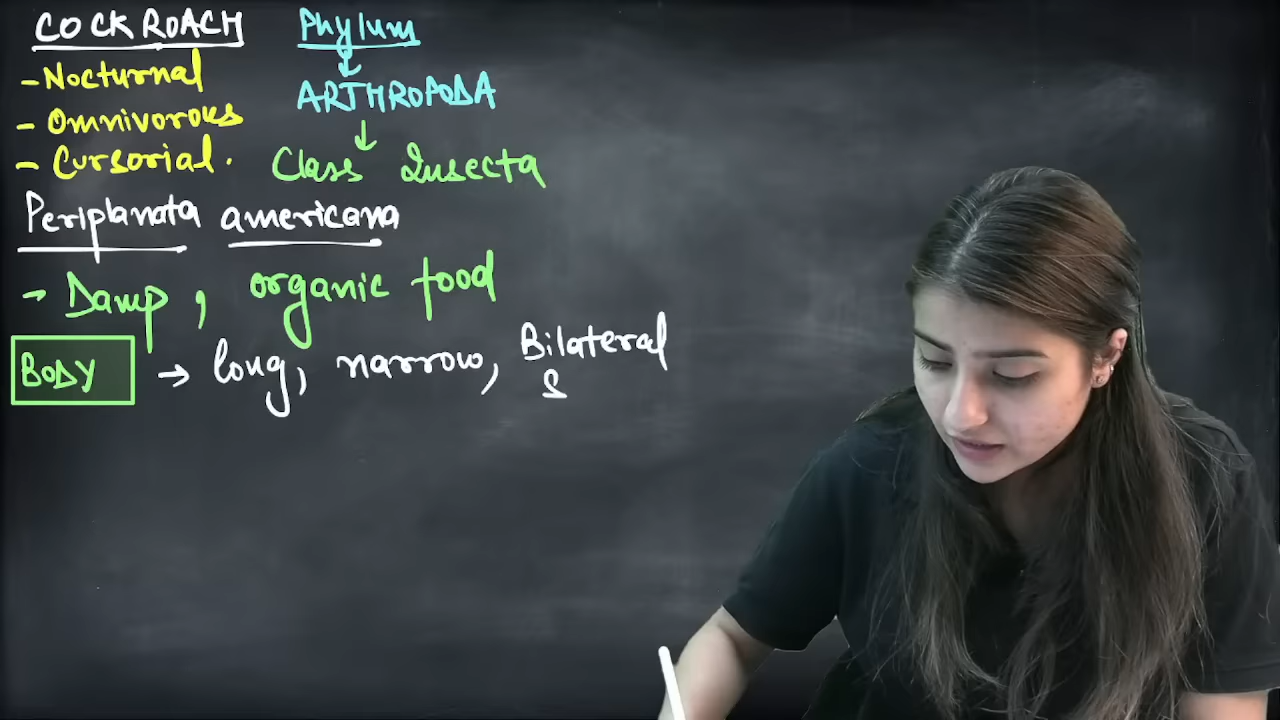 COCKROACH
- Nocturnal
- Omnivorous
- Cursorial.
Phylum
↓
ARTHROPODA
↓
Class Insecta
Periplanata americana
→ Damp, organic food
BODY → long, narrow, Bilateral
S